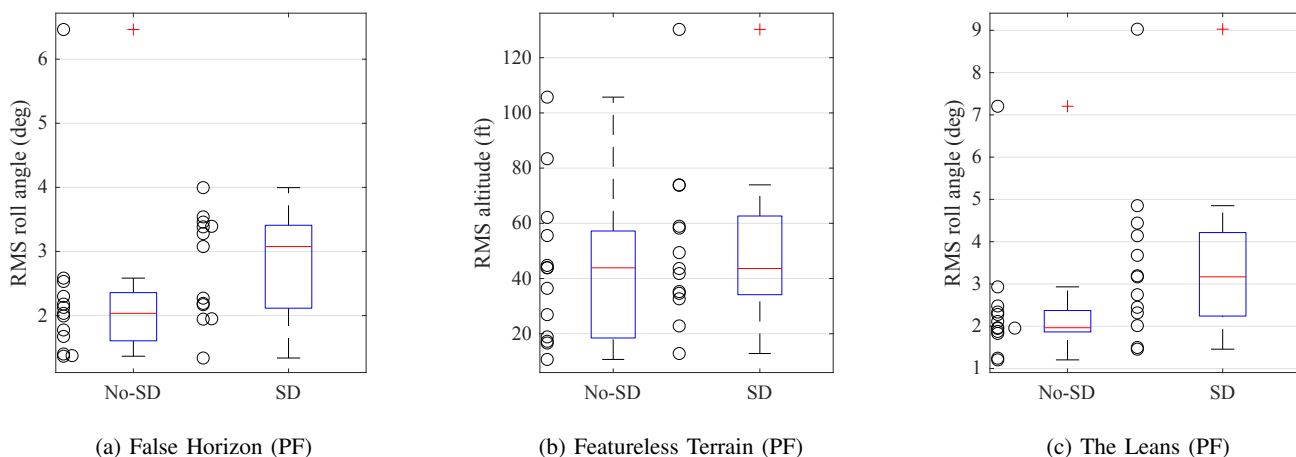 RMS roll angle (deg)
6
5
4
3
2
No-SD
SD
(a) False Horizon (PF)
RMS altitude (ft)
120
100
80
60
40
20
No-SD
SD
(b) Featureless Terrain (PF)
RMS roll angle (deg)
9
8
7
6
5
4
3
2
1
No-SD
SD
(c) The Leans (PF)